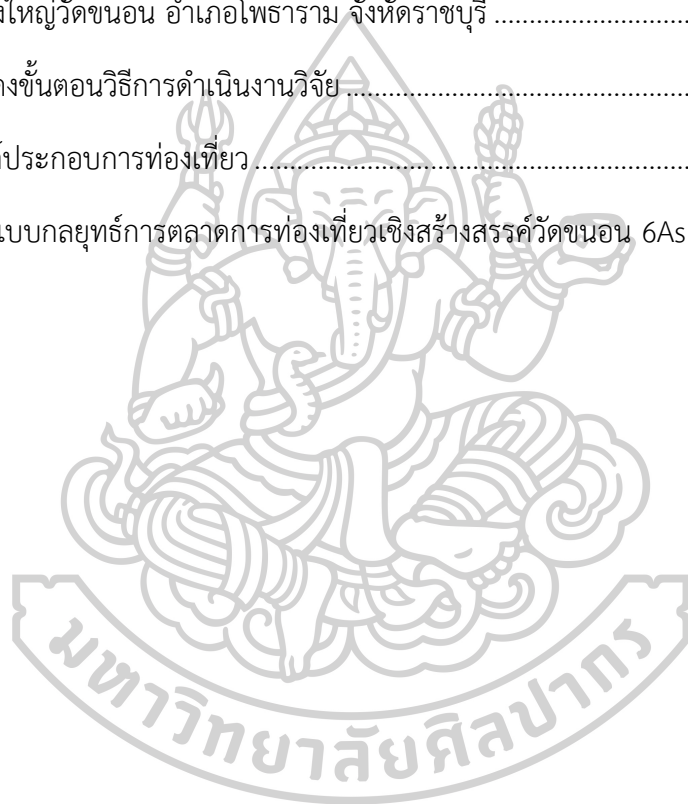 งใหญ่วัดขนอน อำเภอโพธาราม จังหวัดราชบุรี ......................................
งขั้นตอนวิธีการดำเนินงานวิจัย ..............................................................
ประกอบการท่องเที่ยว ............................................................................
แบบกลยุทธ์การตลาดการท่องเที่ยวเชิงสร้างสรรค์วัดขนอน 6As
มหาวิทยาลัยศิลปากร